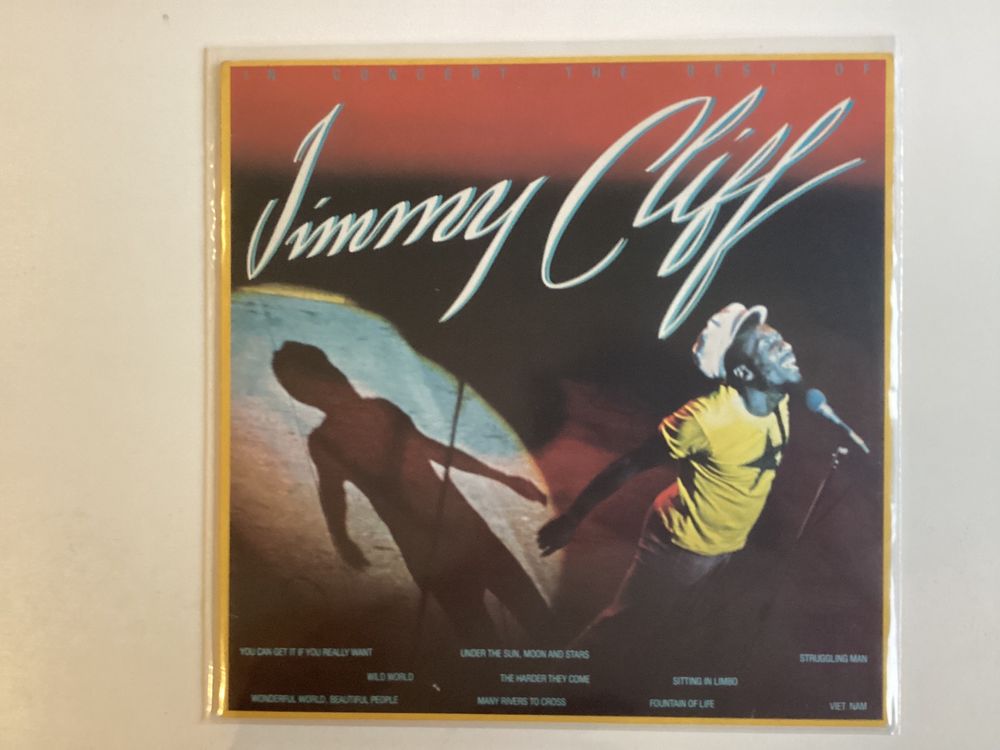 IN CONCERT THE BEST OF
Jimmy Cliff
YOU CAN GET IT IF YOU REALLY WANT
UNDER THE SUN, MOON AND STARS
STRUGGLING MAN
WILD WORLD
THE HARDER THEY COME
SITTING IN LIMBO
WONDERFUL WORLD, BEAUTIFUL PEOPLE
MANY RIVERS TO CROSS
FOUNTAIN OF LIFE
VIET NAM